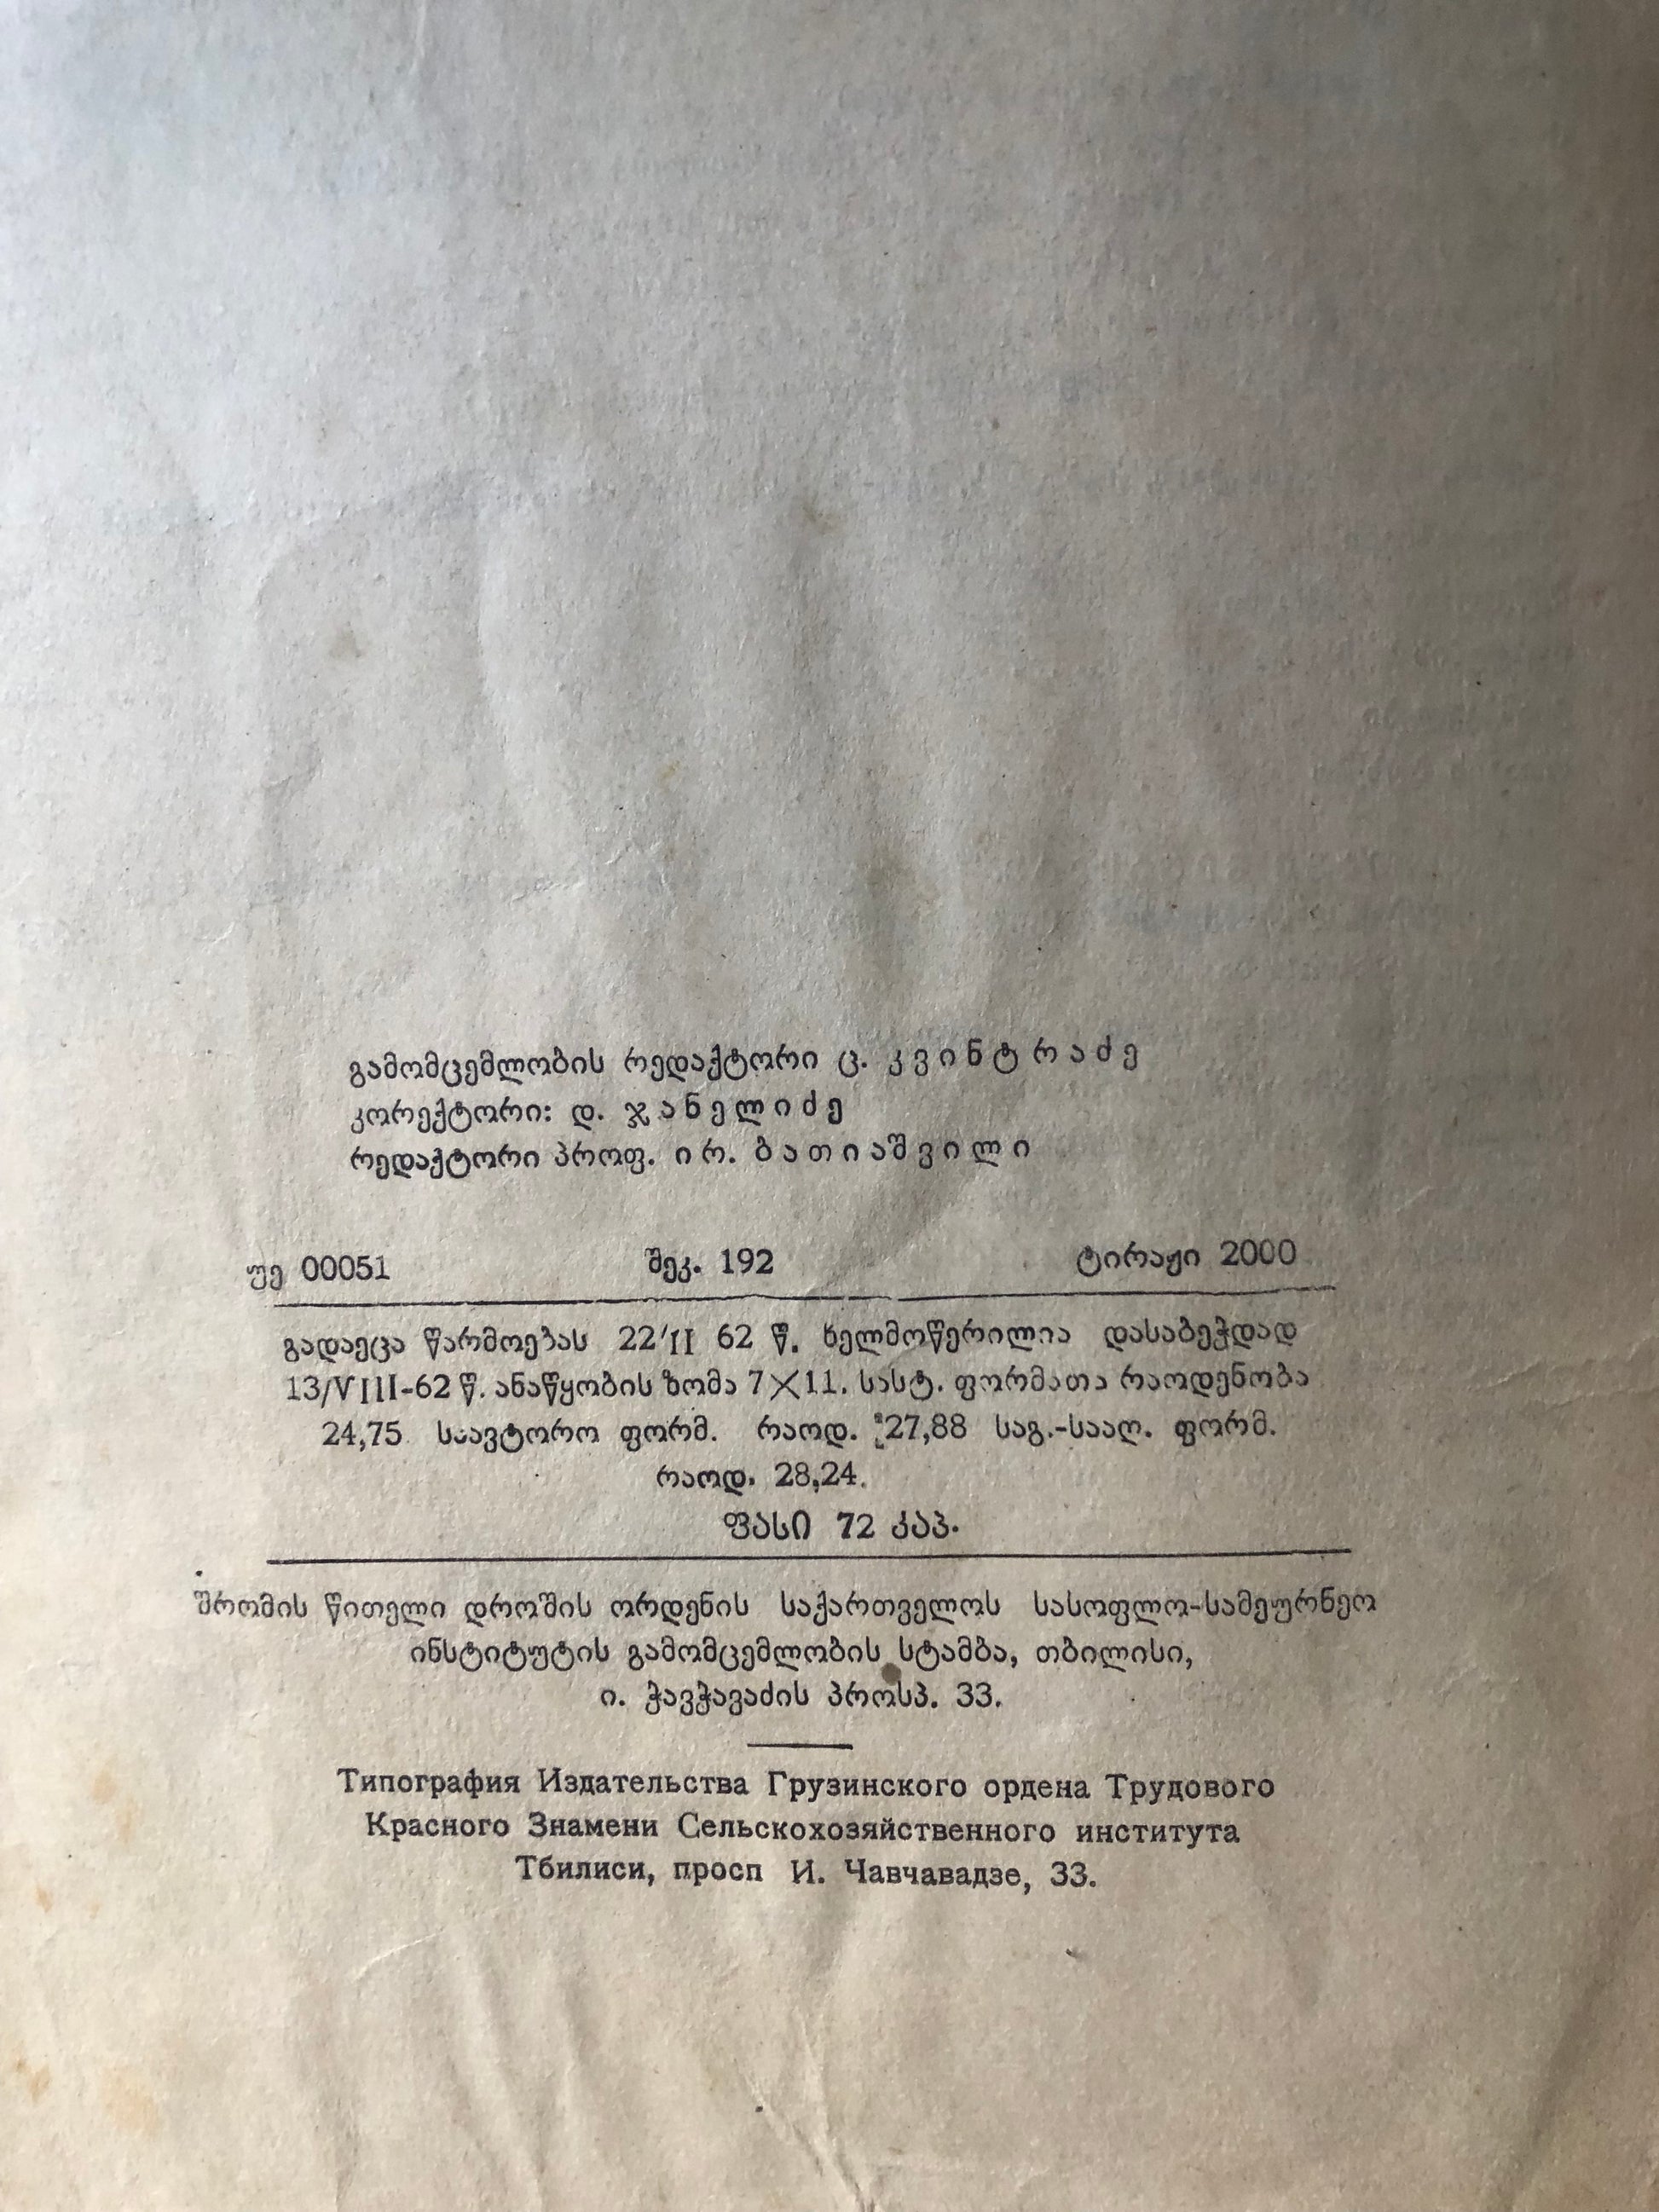 გამომცემლობის რედაქტორი ც. კვინტრაძე
კორექტორი: დ. ჯანელიძე
რედაქტორი პროფ. ირ. ბათიაშვილი
უე 00051 შეკ. 192 ტირაჟი 2000
გადაეცა წარმოებას 22/II 62 წ. ხელმოწერილია დასაბეჭდად
13/VIII-62 წ. ანაწყობის ზომა 7×11. სასტ. ფორმათა რაოდენობა
24,75 საავტორო ფორმ. რაოდ. 27,88 საგ.-სააღ. ფორმ.
რაოდ. 28,24.
ფასი 72 კაპ.
შრომის წითელი დროშის ორდენის საქართველოს სასოფლო-სამეურნეო
ინსტიტუტის გამომცემლობის სტამბა, თბილისი,
ი. ჭავჭავაძის პროსპ. 33.
Типография Издательства Грузинского ордена Трудового
Красного Знамени Сельскохозяйственного института
Тбилиси, просп И. Чавчавадзе, 33.